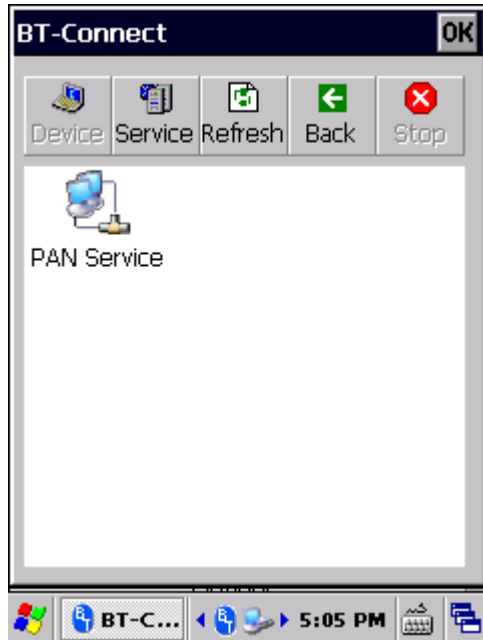 BT-Connect OK
Device Service Refresh Back Stop
PAN Service
BT-C... 5:05 PM